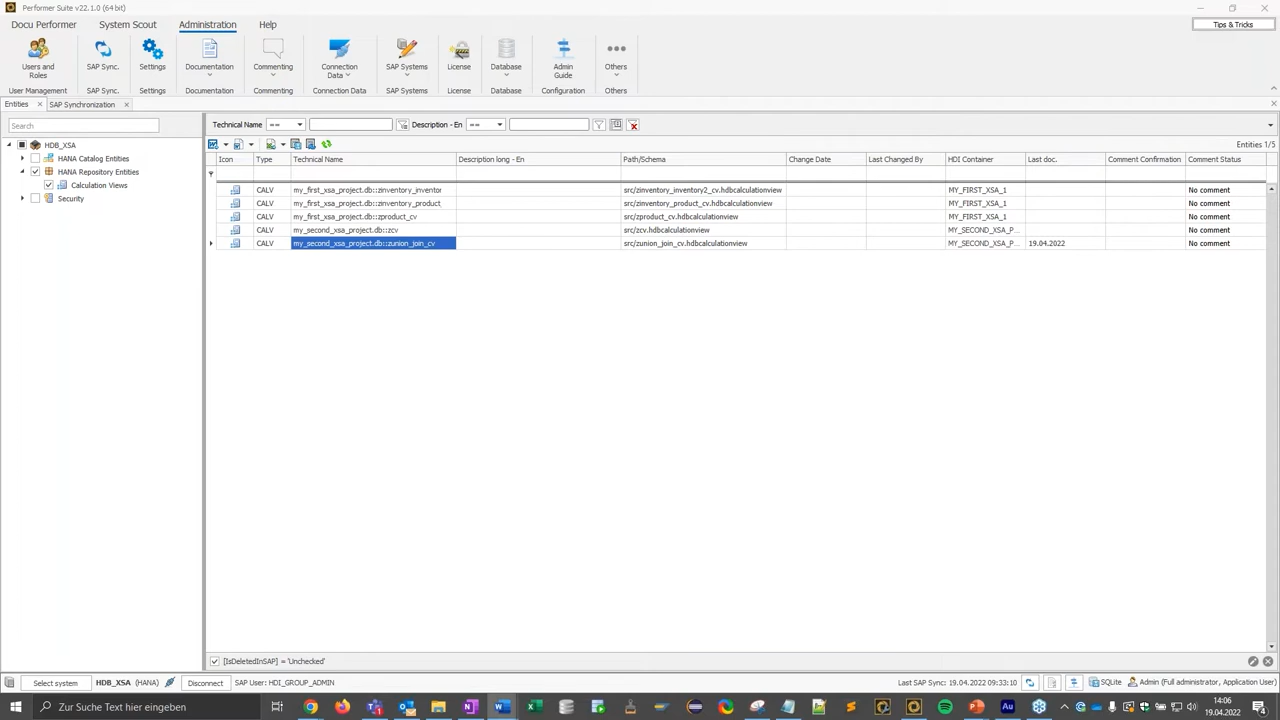 Performer Suite v22.1.0 (64 bit)
Docu Performer System Scout Administration Help
Tips & Tricks
Users and Roles SAP Sync. Settings Documentation Commenting Connection Data SAP Systems License Database Admin Guide Others
User Management SAP Sync. Settings Documentation Commenting Connection Data SAP Systems License Database Configuration Others
Entities SAP Synchronization
Search
Technical Name == Description - En ==
Entities 1/5
Icon Type Technical Name Description long - En Path/Schema Change Date Last Changed By HDI Container Last doc. Comment Confirmation Comment Status
HDB_XSA
HANA Catalog Entities
HANA Repository Entities
Calculation Views
Security
CALV my_first_xsa_project.db::zinventory_inventor src/zinventory_inventory2_cv.hdbcalculationview MY_FIRST_XSA_1 No comment
CALV my_first_xsa_project.db::zinventory_product_ src/zinventory_product_cv.hdbcalculationview MY_FIRST_XSA_1 No comment
CALV my_first_xsa_project.db::zproduct_cv src/zproduct_cv.hdbcalculationview MY_FIRST_XSA_1 No comment
CALV my_second_xsa_project.db::zcv src/zcv.hdbcalculationview MY_SECOND_XSA_P... No comment
CALV my_second_xsa_project.db::zunion_join_cv src/zunion_join_cv.hdbcalculationview MY_SECOND_XSA_P... 19.04.2022 No comment
[IsDeletedInSAP] = 'Unchecked'
Select system HDB_XSA (HANA) Disconnect SAP User: HDI_GROUP_ADMIN Last SAP Sync: 19.04.2022 09:33:10 SQLite Admin (Full administrator, Application User)
Zur Suche Text hier eingeben
14:06
19.04.2022